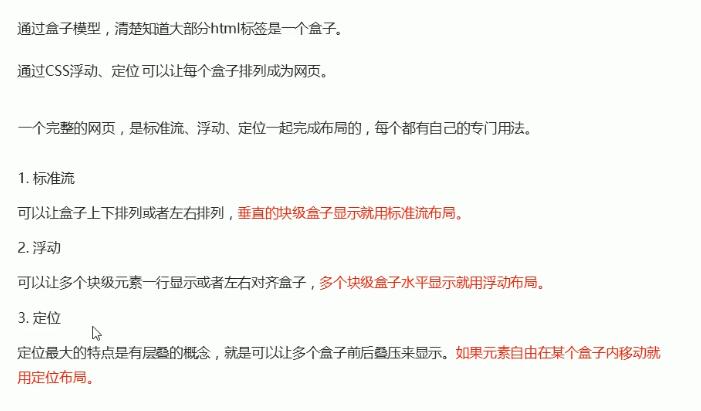 通过盒子模型，清楚知道大部分html标签是一个盒子。
通过CSS浮动、定位 可以让每个盒子排列成为网页。
一个完整的网页，是标准流、浮动、定位一起完成布局的，每个都有自己的专门用法。
1. 标准流
可以让盒子上下排列或者左右排列，垂直的块级盒子显示就用标准流布局。
2. 浮动
可以让多个块级元素一行显示或者左右对齐盒子，多个块级盒子水平显示就用浮动布局。
3. 定位
定位最大的特点是有层叠的概念，就是可以让多个盒子前后叠压来显示。如果元素自由在某个盒子内移动就
用定位布局。